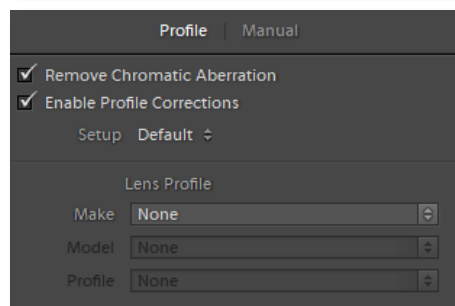 Profile | Manual
Remove Chromatic Aberration
Enable Profile Corrections
Setup Default
Lens Profile
Make None
Model None
Profile None